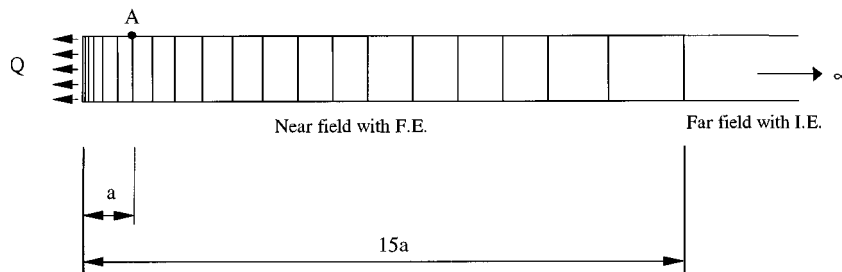 A
Q
∞
Near field with F.E.
Far field with I.E.
a
15a